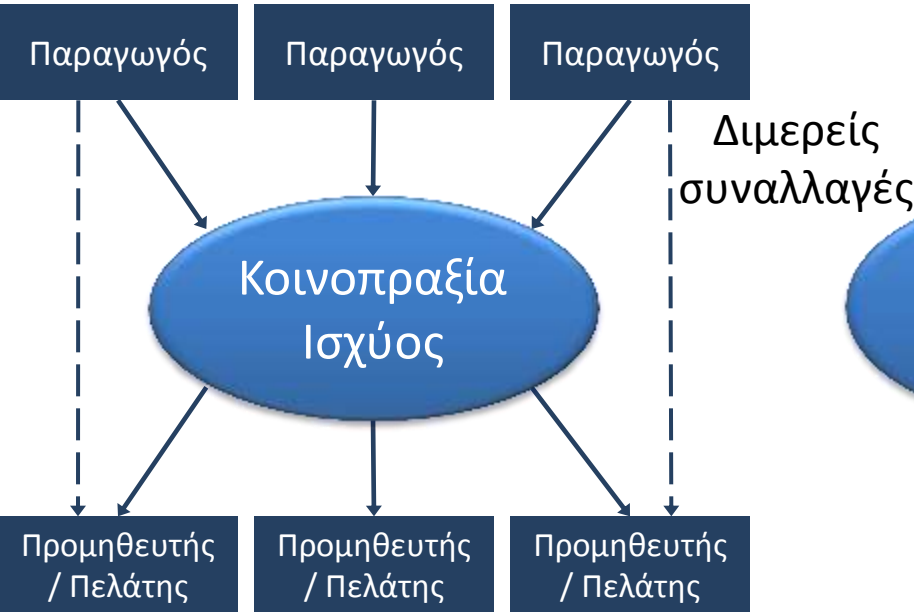 Παραγωγός
Παραγωγός
Παραγωγός
Διμερείς
συναλλαγές
Κοινοπραξία
Ισχύος
Προμηθευτής
/ Πελάτης
Προμηθευτής
/ Πελάτης
Προμηθευτής
/ Πελάτης